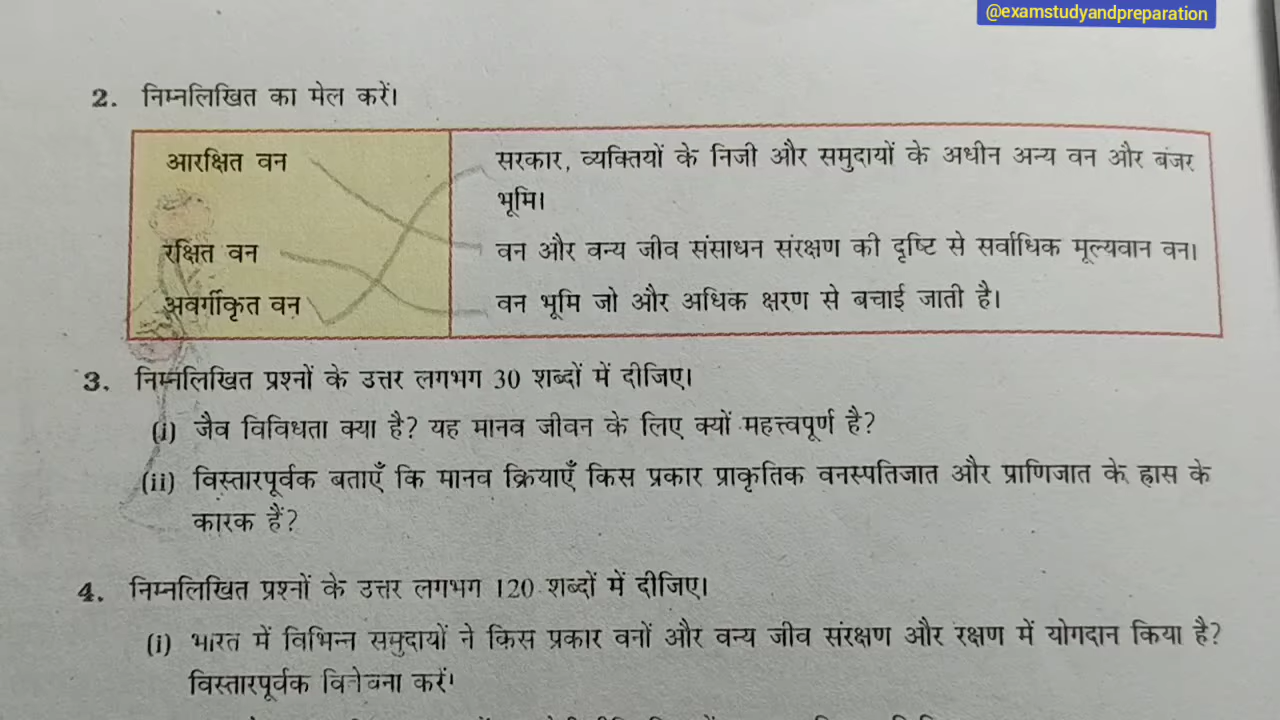 @examstudyandpreparation
2. निम्नलिखित का मेल करें।
आरक्षित वन
सरकार, व्यक्तियों के निजी और समुदायों के अधीन अन्य वन और बंजर
भूमि।
रक्षित वन
वन और वन्य जीव संसाधन संरक्षण की दृष्टि से सर्वाधिक मूल्यवान वन।
अवर्गीकृत वन
वन भूमि जो और अधिक क्षरण से बचाई जाती है।
3. निम्नलिखित प्रश्नों के उत्तर लगभग 30 शब्दों में दीजिए।
(i) जैव विविधता क्या है? यह मानव जीवन के लिए क्यों महत्त्वपूर्ण है?
(ii) विस्तारपूर्वक बताएँ कि मानव क्रियाएँ किस प्रकार प्राकृतिक वनस्पतिजात और प्राणिजात के ह्रास के
कारक हैं?
4. निम्नलिखित प्रश्नों के उत्तर लगभग 120 शब्दों में दीजिए।
(i) भारत में विभिन्न समुदायों ने किस प्रकार वनों और वन्य जीव संरक्षण और रक्षण में योगदान किया है?
विस्तारपूर्वक विवेचना करें।